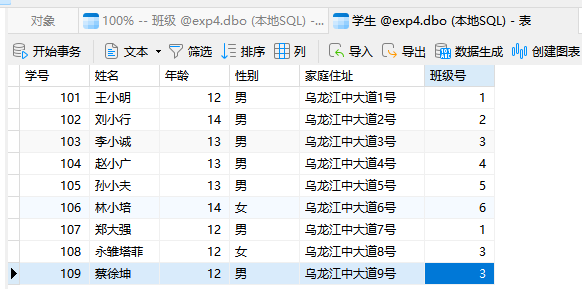 对象 100% -- 班级 @exp4.dbo (本地SQL) -... 学生 @exp4.dbo (本地SQL) - 表
开始事务 文本 筛选 排序 列 导入 导出 数据生成 创建图表
学号 姓名 年龄 性别 家庭住址 班级号
101 王小明 12 男 乌龙江中大道1号 1
102 刘小行 14 男 乌龙江中大道2号 2
103 李小诚 13 男 乌龙江中大道3号 3
104 赵小广 13 男 乌龙江中大道4号 4
105 孙小夫 13 男 乌龙江中大道5号 5
106 林小培 14 女 乌龙江中大道6号 6
107 郑大强 12 男 乌龙江中大道7号 1
108 永雏塔菲 12 女 乌龙江中大道8号 3
109 蔡徐坤 12 男 乌龙江中大道9号 3